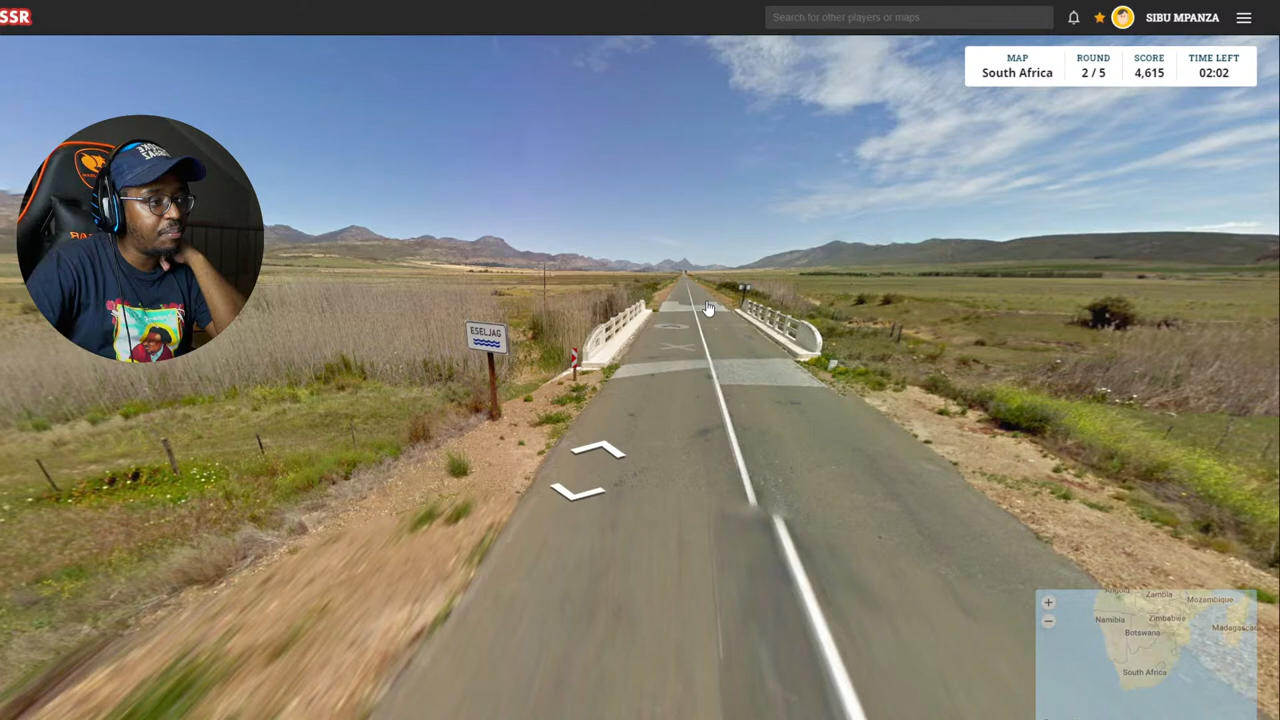 SSR
Search for other players or maps
SIBU MPANZA
MAP
South Africa
ROUND
2 / 5
SCORE
4,615
TIME LEFT
02:02
ESELJAG
+
Zambia
Mozambique
Namibia
Zimbabwe
Madagascar
−
Botswana
South Africa